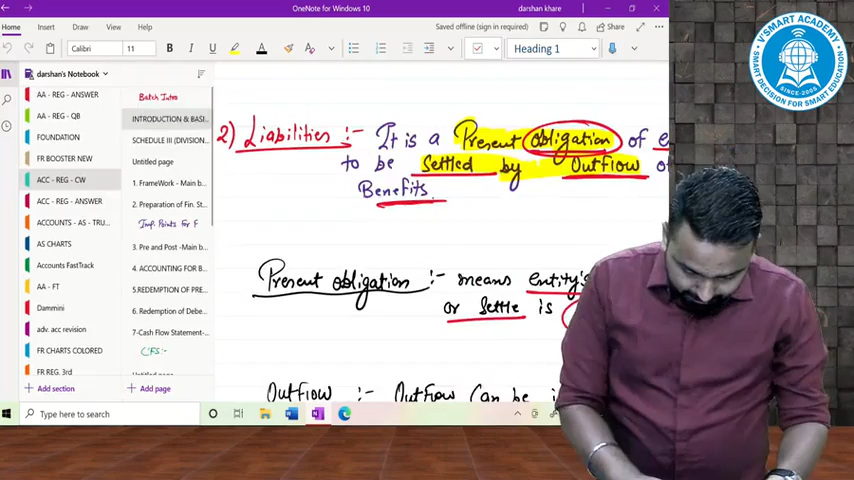 OneNote for Windows 10
darshan khare
Home Insert Draw View Help
Saved offline (sign in required)
Share
Calibri 11 B I U A Heading 1
darshan's Notebook
AA - REG - ANSWER
AA - REG - QB
FOUNDATION
FR BOOSTER NEW
ACC - REG - CW
ACC - REG - ANSWER
ACCOUNTS - AS - TRU...
AS CHARTS
Accounts FastTrack
AA - FT
Dammini
adv. acc revision
FR CHARTS COLORED
FR REG. 3rd
Add section
Batch Intro
INTRODUCTION & BASI...
SCHEDULE III (DIVISION...
Untitled page
1. FrameWork - Main b...
2. Preparation of Fin. St
Imp. Points for F
3. Pre and Post -Main b...
4. ACCOUNTING FOR B...
5.REDEMPTION OF PRE...
6. Redemption of Debe...
7-Cash Flow Statement-...
CFS:-
Untitled page
Add page
2) Liabilities :- It is a Present obligation of
to be Settled by Outflow of
Benefits.
Present obligation :- means entity's
or Settle is
Outflow :- Outflow Can be
Type here to search
V'SMART ACADEMY
SINCE-2005
SMART DECISION FOR SMART EDUCATION